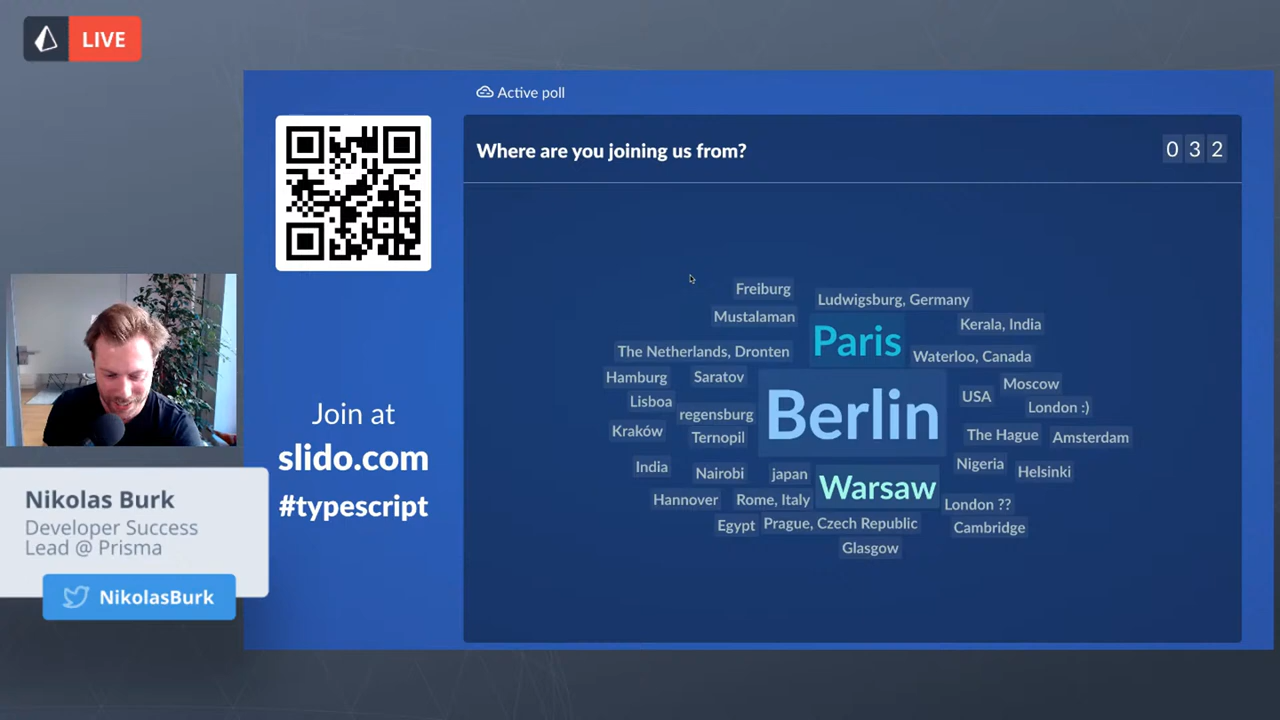 LIVE
Active poll
Where are you joining us from?
0 3 2
Freiburg
Ludwigsburg, Germany
Mustalaman
Kerala, India
Paris
The Netherlands, Dronten
Waterloo, Canada
Hamburg
Saratov
Moscow
USA
Lisboa
London :)
regensburg
Berlin
Kraków
Ternopil
The Hague
Amsterdam
India
Nairobi
japan
Nigeria
Helsinki
Warsaw
Hannover
Rome, Italy
London ??
Egypt
Prague, Czech Republic
Cambridge
Glasgow
Join at
slido.com
#typescript
Nikolas Burk
Developer Success
Lead @ Prisma
NikolasBurk